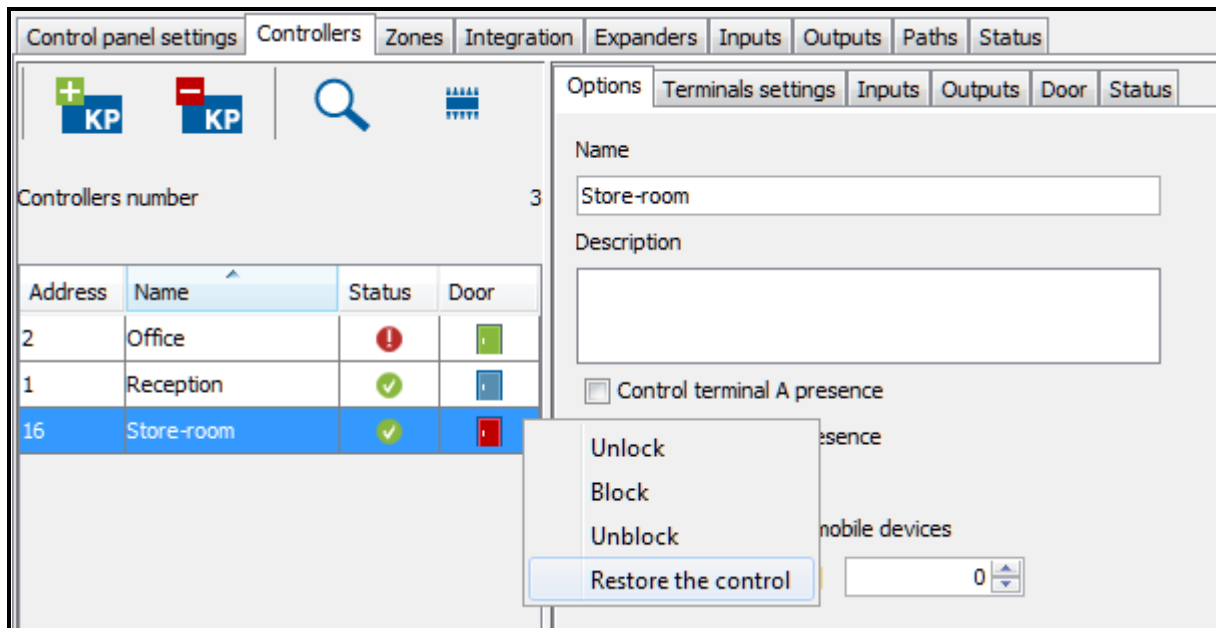 Control panel settings Controllers Zones Integration Expanders Inputs Outputs Paths Status
KP KP
Controllers number 3
Address Name Status Door
2 Office
1 Reception
16 Store-room
Options Terminals settings Inputs Outputs Door Status
Name
Store-room
Description
Control terminal A presence
Unlock
Block
Unblock
mobile devices
Restore the control
0